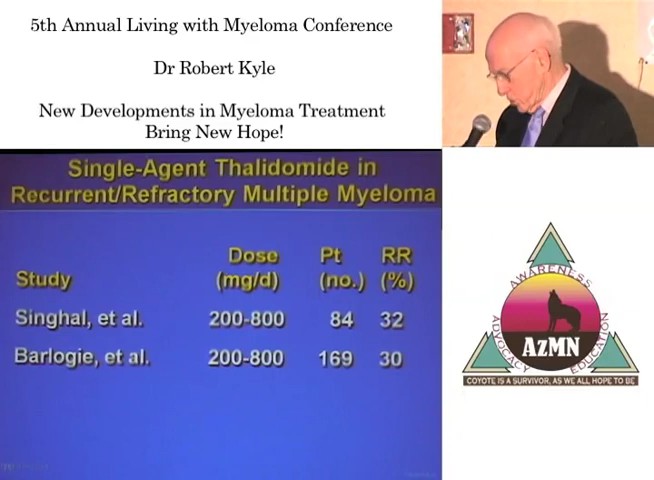 5th Annual Living with Myeloma Conference
Dr Robert Kyle
New Developments in Myeloma Treatment
Bring New Hope!
Single-Agent Thalidomide in
Recurrent/Refractory Multiple Myeloma
Dose Pt RR
Study (mg/d) (no.) (%)
Singhal, et al. 200-800 84 32
Barlogie, et al. 200-800 169 30
AWARENESS
ADVOCACY
EDUCATION
AzMN
COYOTE IS A SURVIVOR, AS WE ALL HOPE TO BE